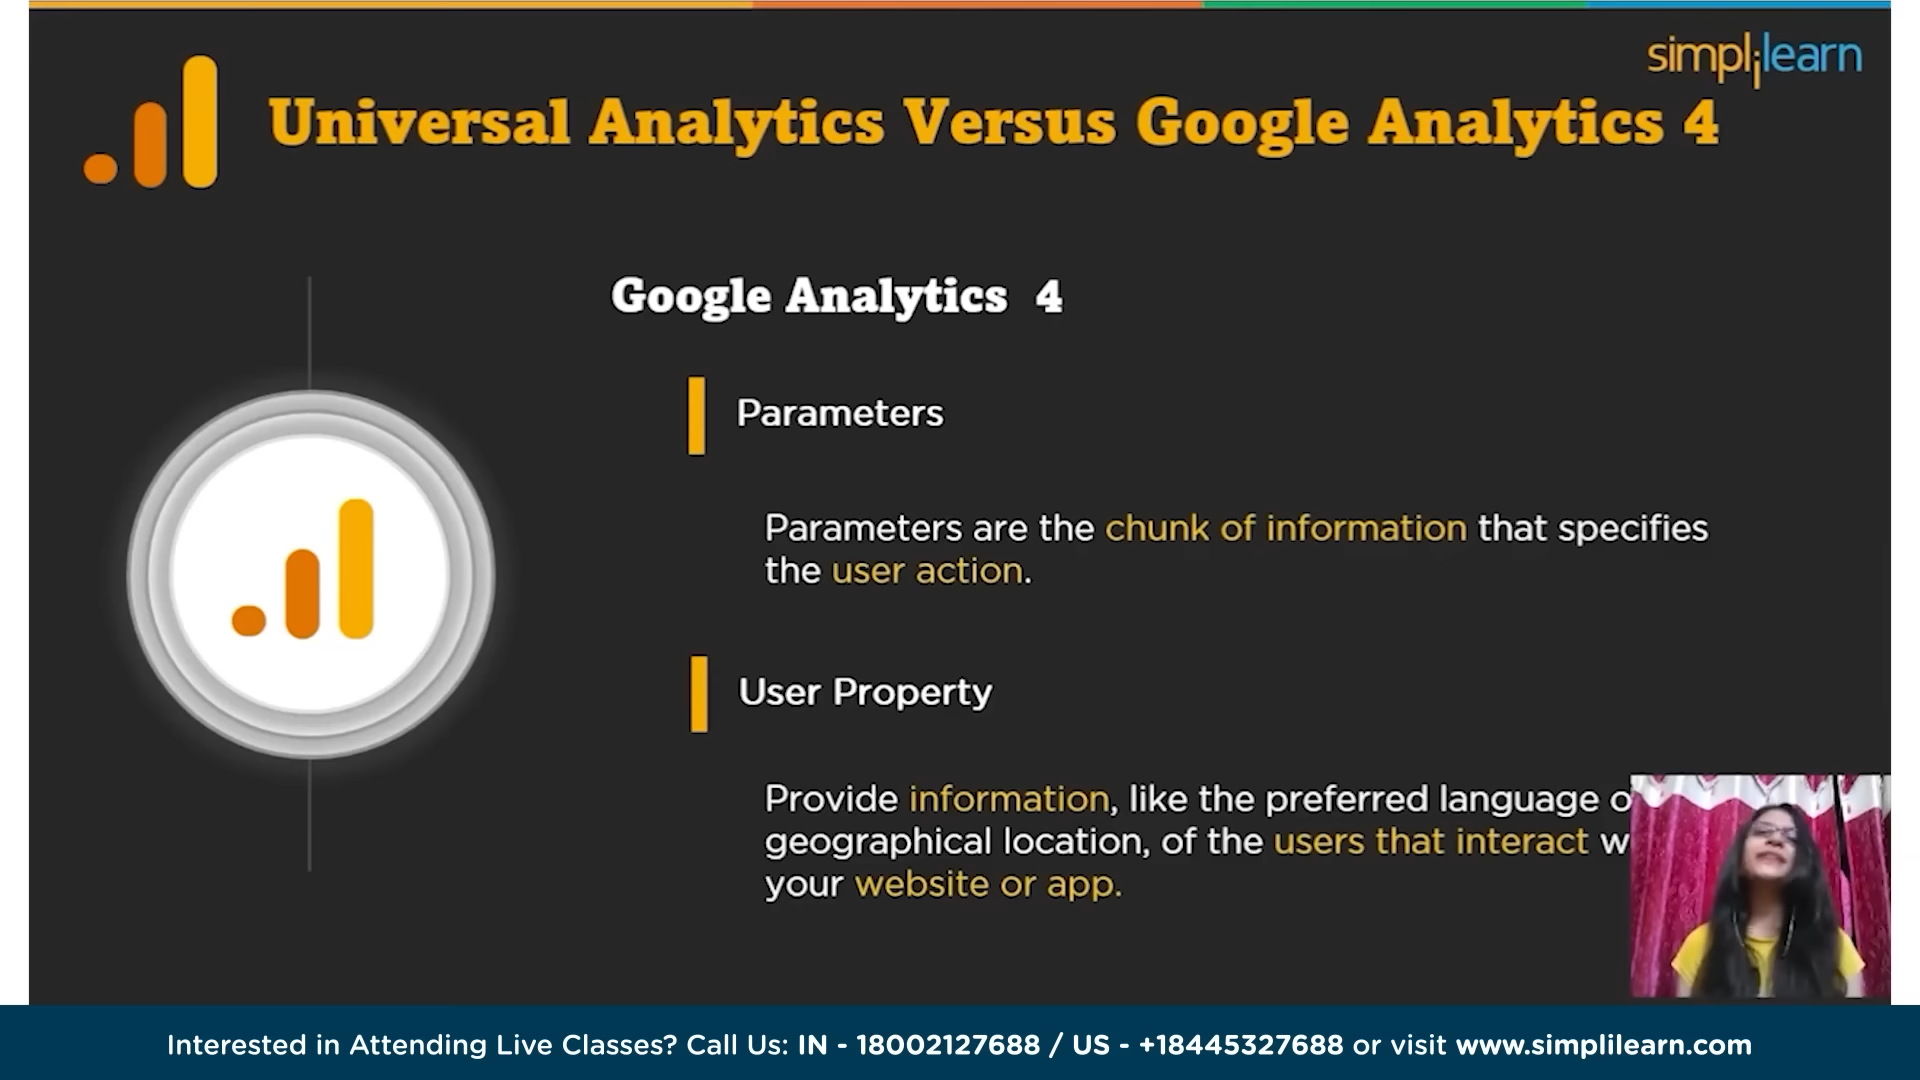 simplilearn
Universal Analytics Versus Google Analytics 4
Google Analytics 4
Parameters
Parameters are the chunk of information that specifies
the user action.
User Property
Provide information, like the preferred language
geographical location, of the users that interact
your website or app.
Interested in Attending Live Classes? Call Us: IN - 18002127688 / US - +18445327688 or visit www.simplilearn.com